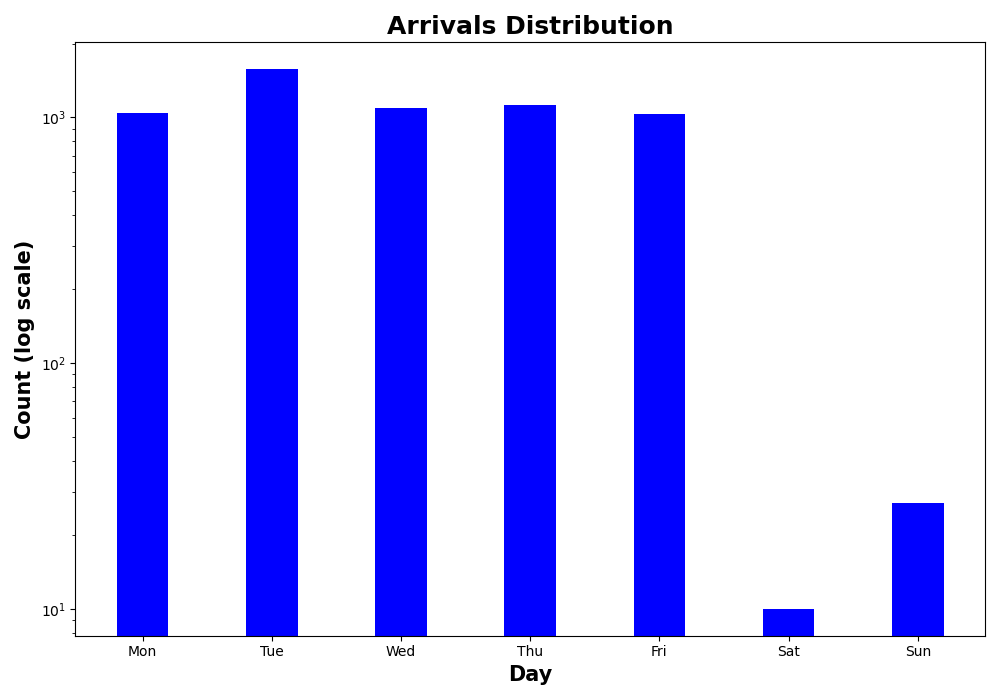 Arrivals Distribution
Count (log scale)
10³
10²
10¹
Mon Tue Wed Thu Fri Sat Sun
Day